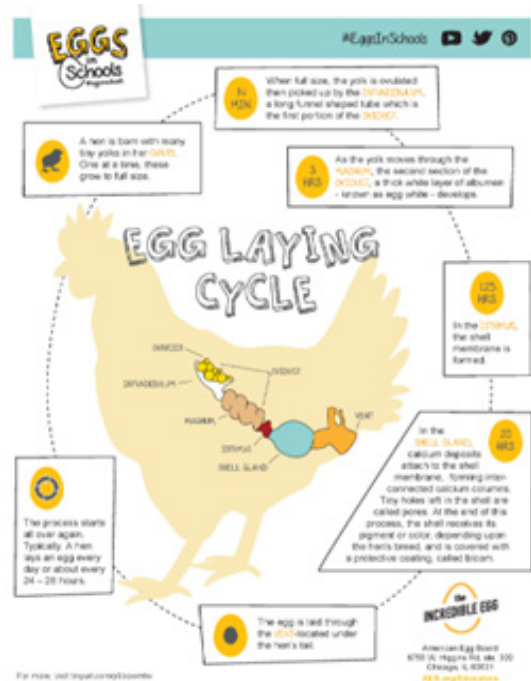 EGGS
in
Schools
#EggsInSchools
A hen is born with many
tiny yolks in her OVARY.
One at a time, these
grow to full size.
MIN
When full size, the yolk is ovulated
then picked up by the INFUNDIBULUM,
a long funnel shaped tube which is
the first portion of the OVIDUCT.
3
HRS
As the yolk moves through the
MAGNUM, the second section of the
OVIDUCT, a thick white layer of albumen
- known as egg white - develops.
EGG LAYING
CYCLE
1.25
HRS
In the ISTHMUS,
the shell
membrane is
formed.
OVARIES
OVIDUCT
INFUNDIBULUM
MAGNUM
ISTHMUS
SHELL GLAND
VENT
20
HRS
In the
SHELL GLAND,
calcium deposits
attach to the shell
membrane, forming inter-
connected calcium columns.
Tiny holes left in the shell are
called pores. At the end of this
process, the shell receives its
pigment or color, depending upon
the hen's breed, and is covered with
a protective coating, called bloom.
The egg is laid through
the VENT located under
the hen's tail.
The process starts
all over again.
Typically. A hen
lays an egg every
day or about every
24 – 26 hours.
the
INCREDIBLE EGG
American Egg Board
W. Higgins Rd, ste. 300
Chicago, IL
For more, visit